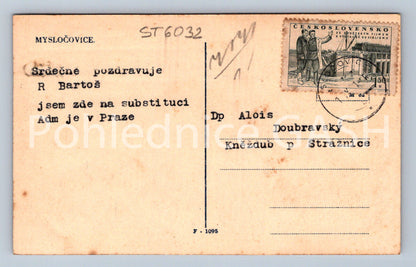 ST6032
MYSLOČOVICE.
ČESKOSLOVENSKO
Srdečně pozdravuje
R Bartoš
jsem zde na substituci
Adm je v Praze
Dp Alois
Doubravský
Kněždub p Strážnice
F - 1095